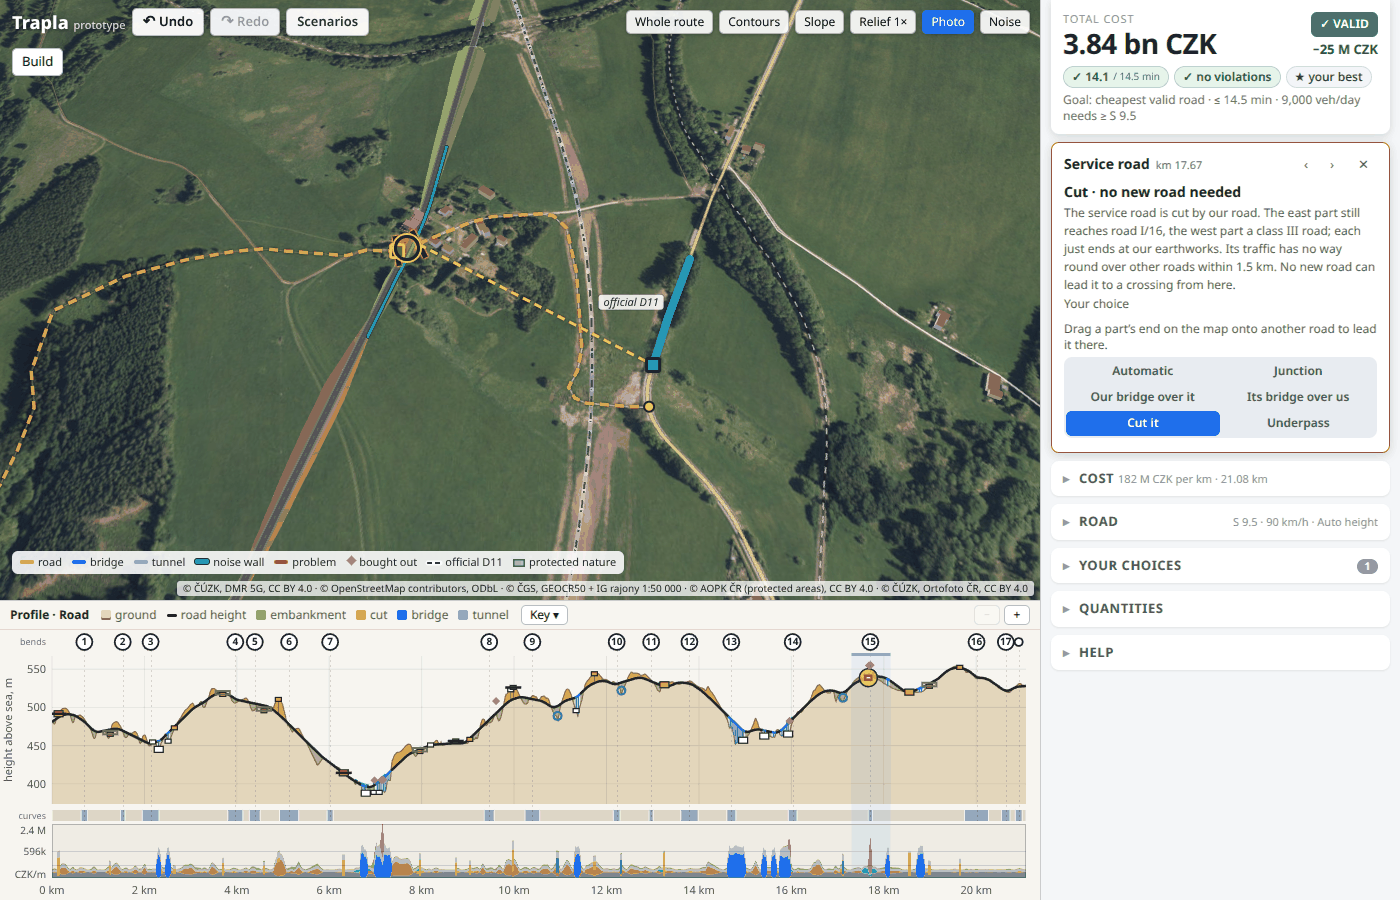 Trapla prototype
↶ Undo
↷ Redo
Scenarios
Whole route
Contours
Slope
Relief 1×
Photo
Noise
Build
official D11
road
bridge
tunnel
noise wall
problem
bought out
official D11
protected nature
© ČÚZK, DMR 5G, CC BY 4.0 · © OpenStreetMap contributors, ODbL · © ČGS, GEOCR50 + IG rajony 1:50 000 · © AOPK ČR (protected areas), CC BY 4.0 · © ČÚZK, Ortofoto ČR, CC BY 4.0
Profile · Road
ground
road height
embankment
cut
bridge
tunnel
Key ▾
−
+
bends
1 2 3 4 5 6 7 8 9 10 11 12 13 14 15 16 17
height above sea, m
550
500
450
400
curves
2.4 M
596k
CZK/m
0 km 2 km 4 km 6 km 8 km 10 km 12 km 14 km 16 km 18 km 20 km
TOTAL COST
✓ VALID
3.84 bn CZK
−25 M CZK
✓ 14.1 / 14.5 min
✓ no violations
★ your best
Goal: cheapest valid road · ≤ 14.5 min · 9,000 veh/day
needs ≥ S 9.5
Service road km 17.67
‹ › ✕
Cut · no new road needed
The service road is cut by our road. The east part still
reaches road I/16, the west part a class III road; each
just ends at our earthworks. Its traffic has no way
round over other roads within 1.5 km. No new road can
lead it to a crossing from here.
Your choice
Drag a part's end on the map onto another road to lead
it there.
Automatic
Junction
Our bridge over it
Its bridge over us
Cut it
Underpass
▶ COST 182 M CZK per km · 21.08 km
▶ ROAD S 9.5 · 90 km/h · Auto height
▶ YOUR CHOICES 1
▶ QUANTITIES
▶ HELP